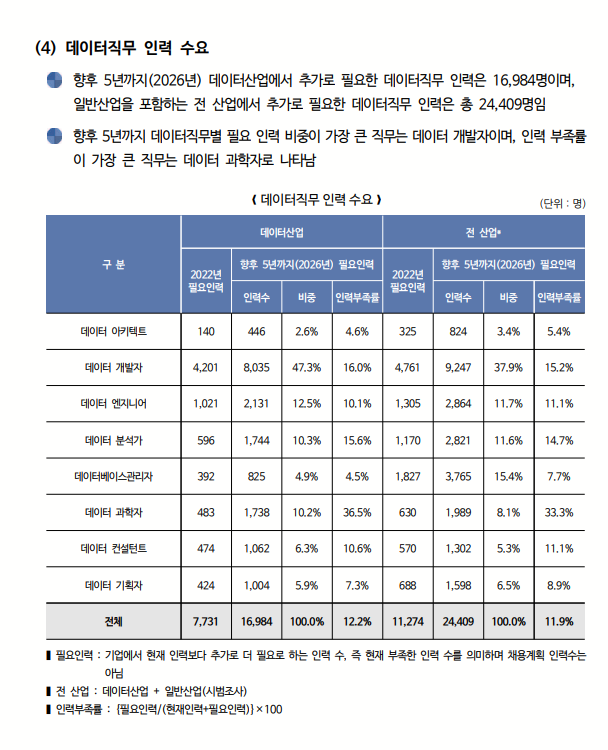 (4) 데이터직무 인력 수요
향후 5년까지(2026년) 데이터산업에서 추가로 필요한 데이터직무 인력은 16,984명이며,
일반산업을 포함하는 전 산업에서 추가로 필요한 데이터직무 인력은 총 24,409명임
향후 5년까지 데이터직무별 필요 인력 비중이 가장 큰 직무는 데이터 개발자이며, 인력 부족률
이 가장 큰 직무는 데이터 과학자로 나타남
⟪ 데이터직무 인력 수요 ⟫
(단위 : 명)
구 분 데이터산업 전 산업*
2022년 필요인력 향후 5년까지(2026년) 필요인력 2022년 필요인력 향후 5년까지(2026년) 필요인력
인력수 비중 인력부족률 인력수 비중 인력부족률
데이터 아키텍트 140 446 2.6% 4.6% 325 824 3.4% 5.4%
데이터 개발자 4,201 8,035 47.3% 16.0% 4,761 9,247 37.9% 15.2%
데이터 엔지니어 1,021 2,131 12.5% 10.1% 1,305 2,864 11.7% 11.1%
데이터 분석가 596 1,744 10.3% 15.6% 1,170 2,821 11.6% 14.7%
데이터베이스관리자 392 825 4.9% 4.5% 1,827 3,765 15.4% 7.7%
데이터 과학자 483 1,738 10.2% 36.5% 630 1,989 8.1% 33.3%
데이터 컨설턴트 474 1,062 6.3% 10.6% 570 1,302 5.3% 11.1%
데이터 기획자 424 1,004 5.9% 7.3% 688 1,598 6.5% 8.9%
전체 7,731 16,984 100.0% 12.2% 11,274 24,409 100.0% 11.9%
필요인력 : 기업에서 현재 인력보다 추가로 더 필요로 하는 인력 수, 즉 현재 부족한 인력 수를 의미하며 채용계획 인력수는
아님
전 산업 : 데이터산업 + 일반산업(시범조사)
인력부족률 : {필요인력/(현재인력+필요인력)}×100